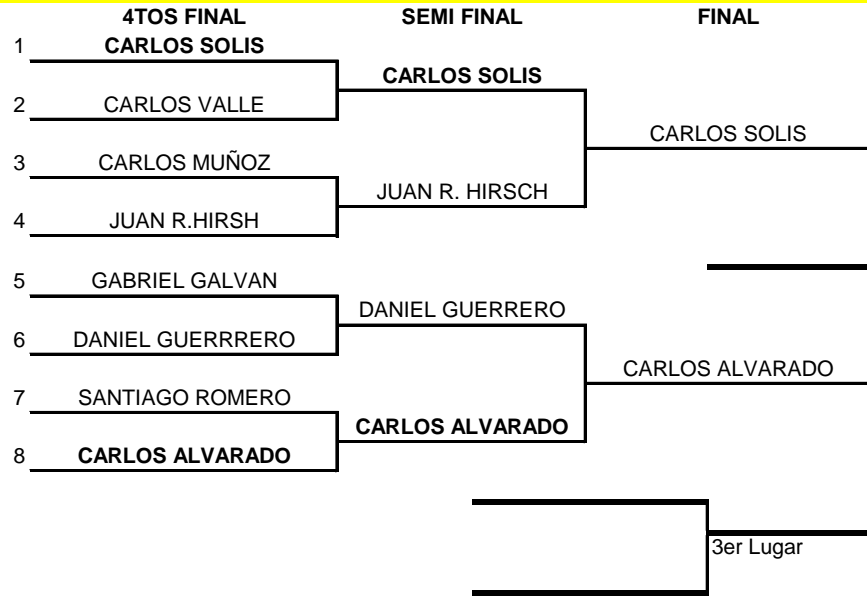 4TOS FINAL SEMI FINAL FINAL
1 CARLOS SOLIS
CARLOS SOLIS
2 CARLOS VALLE
CARLOS SOLIS
3 CARLOS MUÑOZ
JUAN R. HIRSCH
4 JUAN R.HIRSH
5 GABRIEL GALVAN
DANIEL GUERRERO
6 DANIEL GUERRRERO
CARLOS ALVARADO
7 SANTIAGO ROMERO
CARLOS ALVARADO
8 CARLOS ALVARADO
3er Lugar